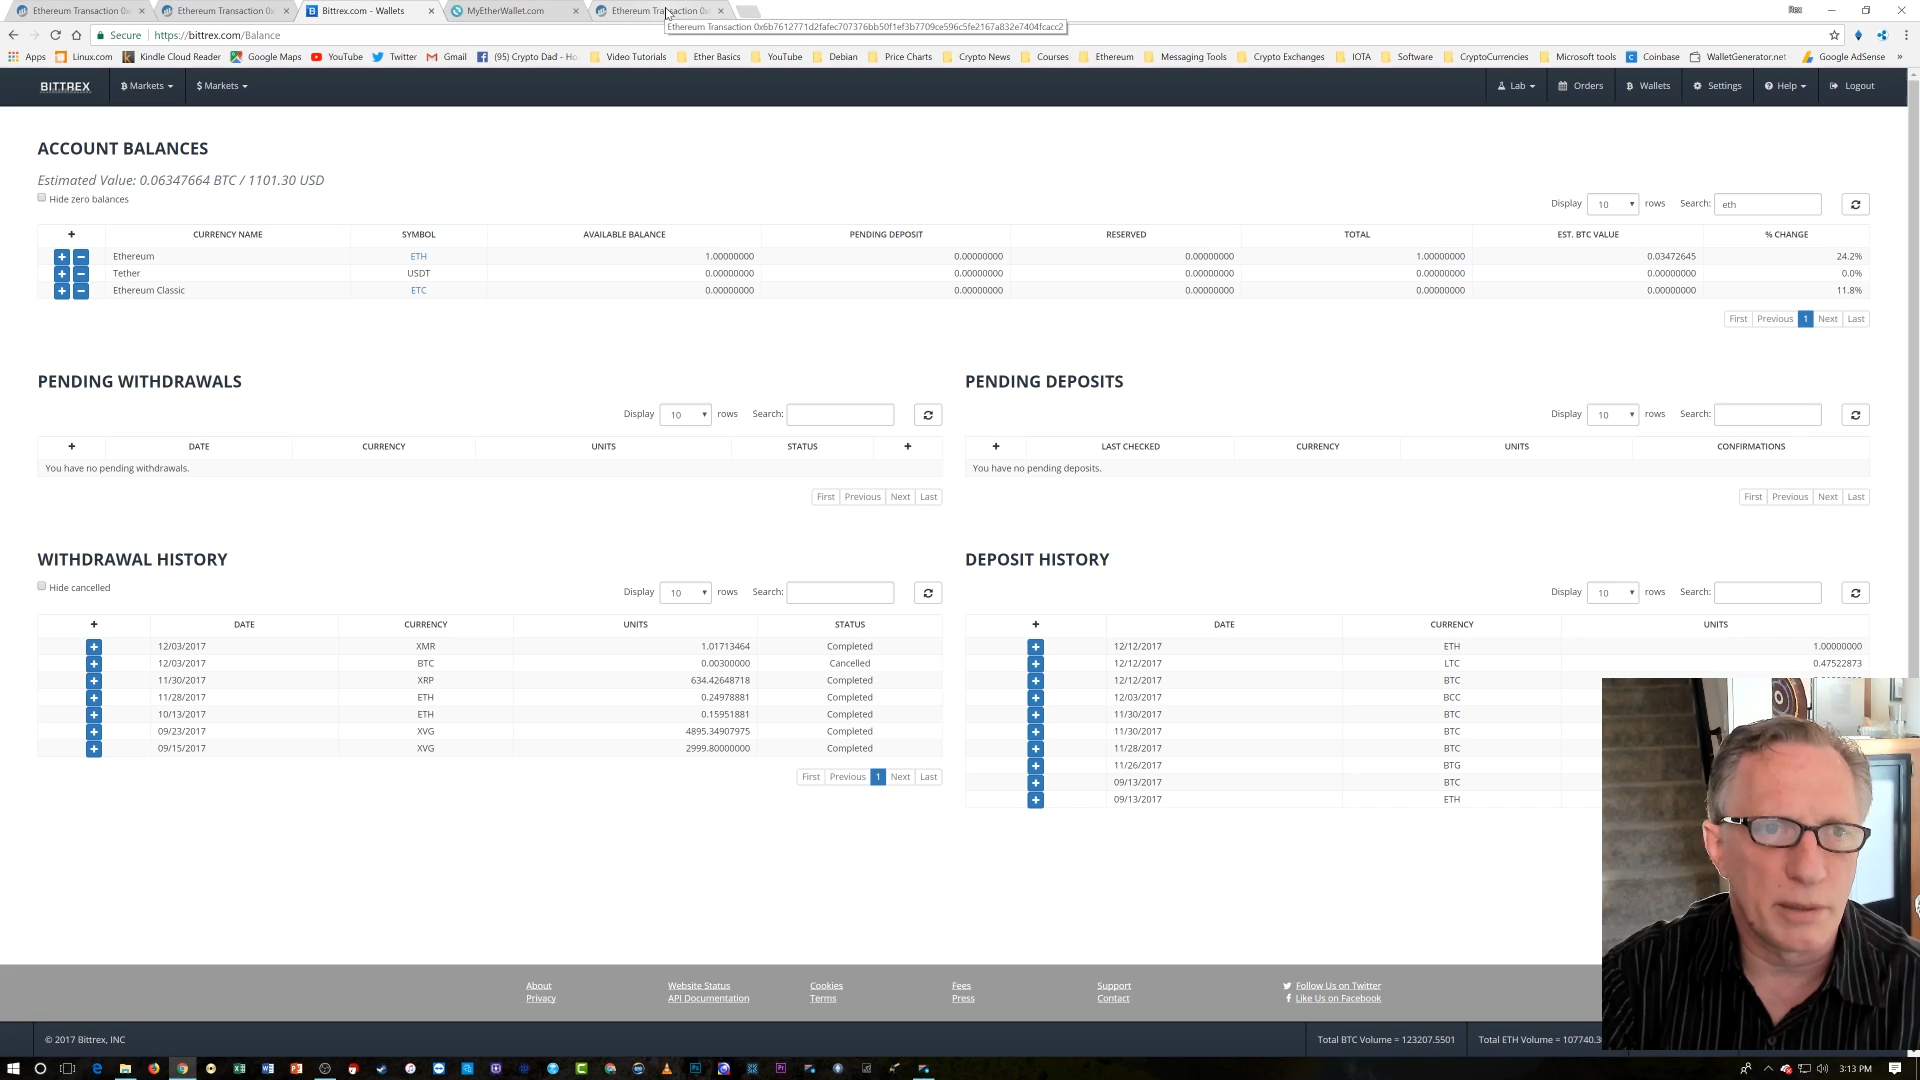 Ethereum Transaction 0x
Ethereum Transaction 0x
Bittrex.com - Wallets
MyEtherWallet.com
Ethereum Transaction 0x
Ethereum Transaction 0x6b7612771d2fafec707376bb50f1ef3b7709ce596c5fe2167a832e7404fcacc2
Secure
https://bittrex.com/Balance
Apps
Linux.com
Kindle Cloud Reader
Google Maps
YouTube
Twitter
Gmail
(95) Crypto Dad - Ho
Video Tutorials
Ether Basics
YouTube
Debian
Price Charts
Crypto News
Courses
Ethereum
Messaging Tools
Crypto Exchanges
IOTA
Software
CryptoCurrencies
Microsoft tools
Coinbase
WalletGenerator.net
Google AdSense
»
BITTREX
Ƀ Markets
$ Markets
Lab
Orders
Wallets
Settings
Help
Logout
ACCOUNT BALANCES
Estimated Value: 0.06347664 BTC / 1101.30 USD
Hide zero balances
Display 10 rows Search: eth
+ CURRENCY NAME SYMBOL AVAILABLE BALANCE PENDING DEPOSIT RESERVED TOTAL EST. BTC VALUE % CHANGE
+ − Ethereum ETH 1.00000000 0.00000000 0.00000000 1.00000000 0.03472645 24.2%
+ − Tether USDT 0.00000000 0.00000000 0.00000000 0.00000000 0.00000000 0.0%
+ − Ethereum Classic ETC 0.00000000 0.00000000 0.00000000 0.00000000 0.00000000 11.8%
First Previous 1 Next Last
PENDING WITHDRAWALS
Display 10 rows Search:
+ DATE CURRENCY UNITS STATUS +
You have no pending withdrawals.
First Previous Next Last
PENDING DEPOSITS
Display 10 rows Search:
+ LAST CHECKED CURRENCY UNITS CONFIRMATIONS
You have no pending deposits.
First Previous Next Last
WITHDRAWAL HISTORY
Hide cancelled
Display 10 rows Search:
+ DATE CURRENCY UNITS STATUS
+ 12/03/2017 XMR 1.01713464 Completed
+ 12/03/2017 BTC 0.00300000 Cancelled
+ 11/30/2017 XRP 634.42648718 Completed
+ 11/28/2017 ETH 0.24978881 Completed
+ 10/13/2017 ETH 0.15951881 Completed
+ 09/23/2017 XVG 4895.34907975 Completed
+ 09/15/2017 XVG 2999.80000000 Completed
First Previous 1 Next Last
DEPOSIT HISTORY
Display 10 rows Search:
+ DATE CURRENCY UNITS
+ 12/12/2017 ETH 1.00000000
+ 12/12/2017 LTC 0.47522873
+ 12/12/2017 BTC
+ 12/03/2017 BCC
+ 11/30/2017 BTC
+ 11/30/2017 BTC
+ 11/28/2017 BTC
+ 11/26/2017 BTG
+ 09/13/2017 BTC
+ 09/13/2017 ETH
About Website Status Cookies Fees Support Follow Us on Twitter
Privacy API Documentation Terms Press Contact Like Us on Facebook
© 2017 Bittrex, INC
Total BTC Volume = 123207.5501
Total ETH Volume = 107740.3
3:13 PM